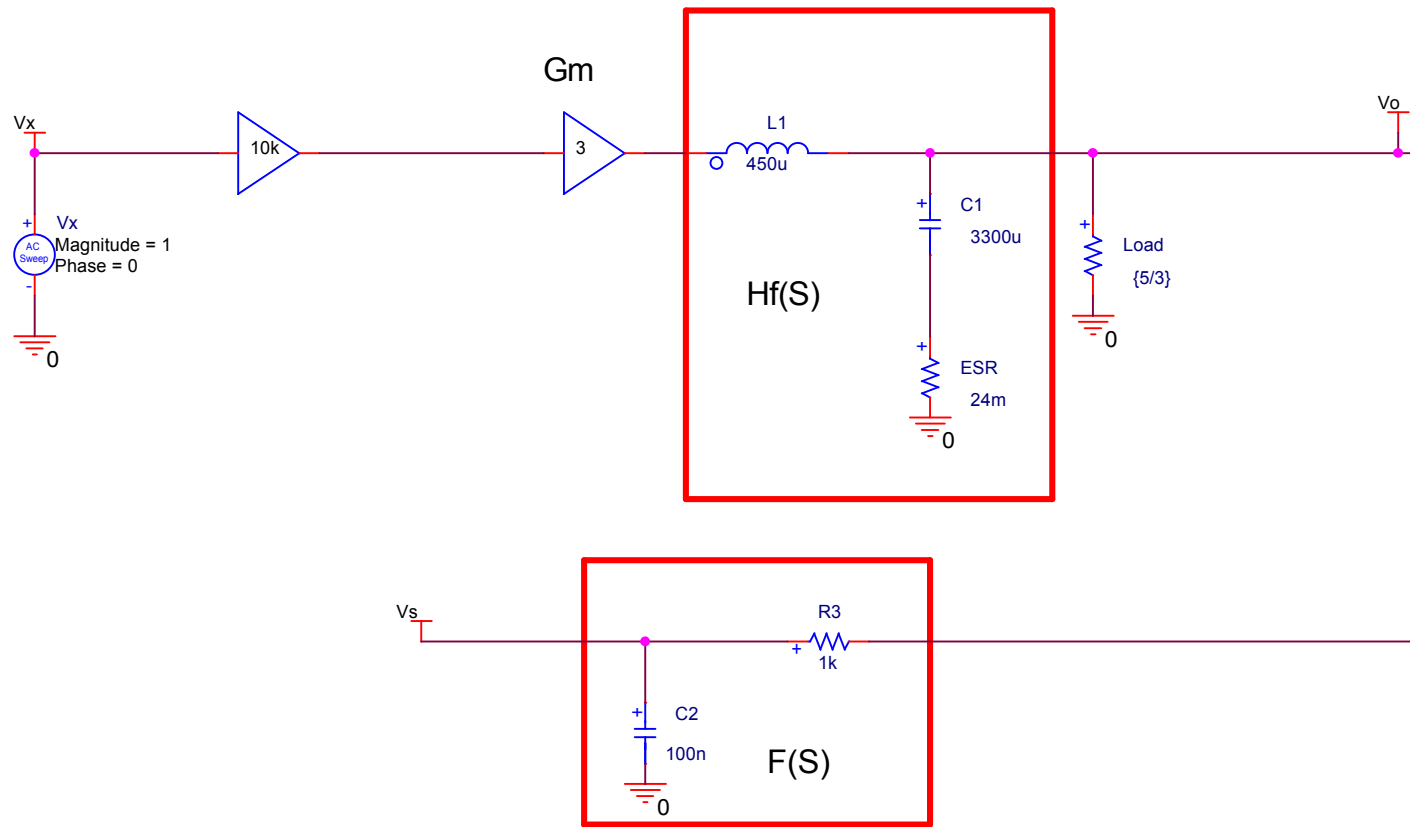 Gm
Vx
10k
3
L1
450u
Vo
+
Vx
AC
Sweep
Magnitude = 1
Phase = 0
-
0
+
C1
3300u
+
Load
{5/3}
0
Hf(S)
+
ESR
24m
0
Vs
R3
+
1k
+
C2
100n
F(S)
0